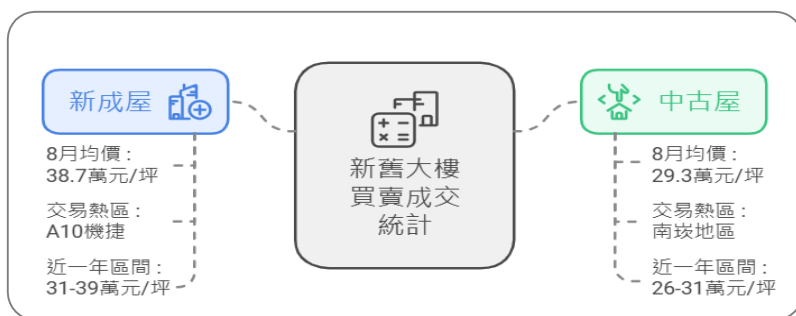 新成屋
8月均價：
38.7萬元/坪
交易熱區：
A10機捷
近一年區間：
31-39萬元/坪
新舊大樓
買賣成交
統計
中古屋
8月均價：
29.3萬元/坪
交易熱區：
南崁地區
近一年區間：
26-31萬元/坪